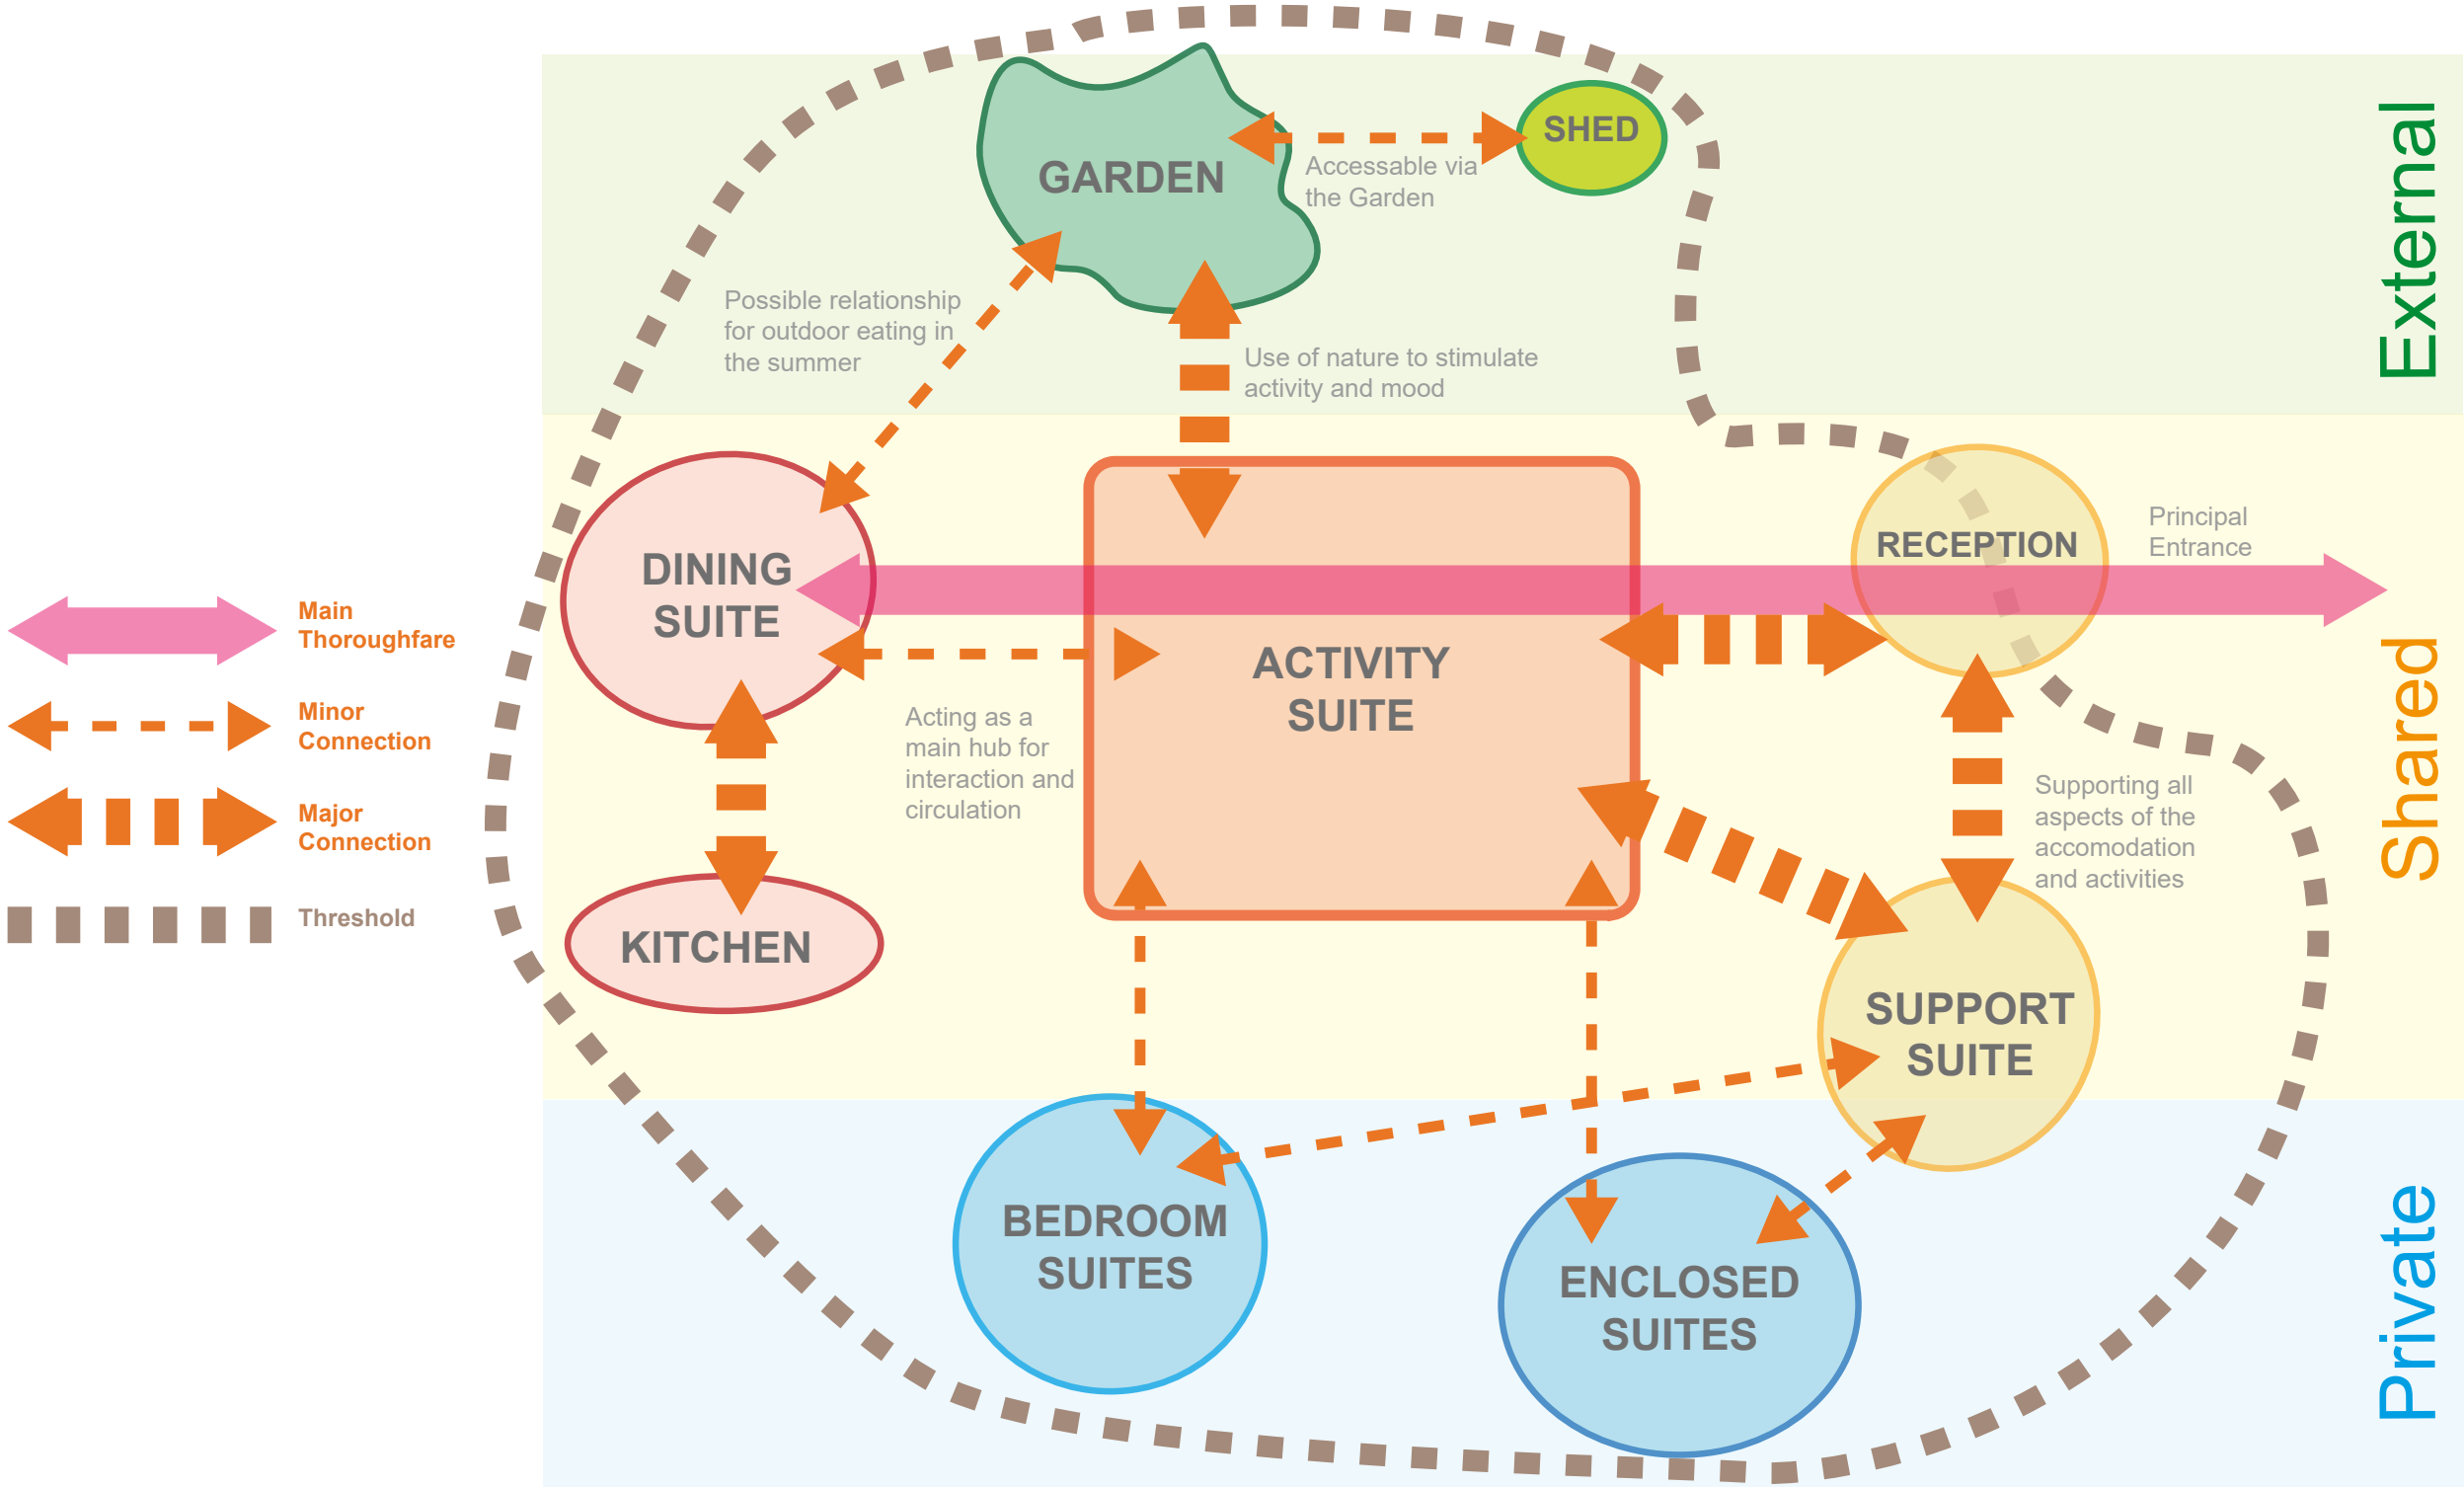 SHED
GARDEN
Accessable via
the Garden
External
Possible relationship
for outdoor eating in
the summer
Use of nature to stimulate
activity and mood
Principal
Entrance
RECEPTION
DINING
SUITE
Main
Thoroughfare
ACTIVITY
SUITE
Shared
Minor
Connection
Acting as a
main hub for
interaction and
circulation
Major
Connection
Supporting all
aspects of the
accomodation
and activities
Threshold
KITCHEN
SUPPORT
SUITE
BEDROOM
SUITES
ENCLOSED
SUITES
Private